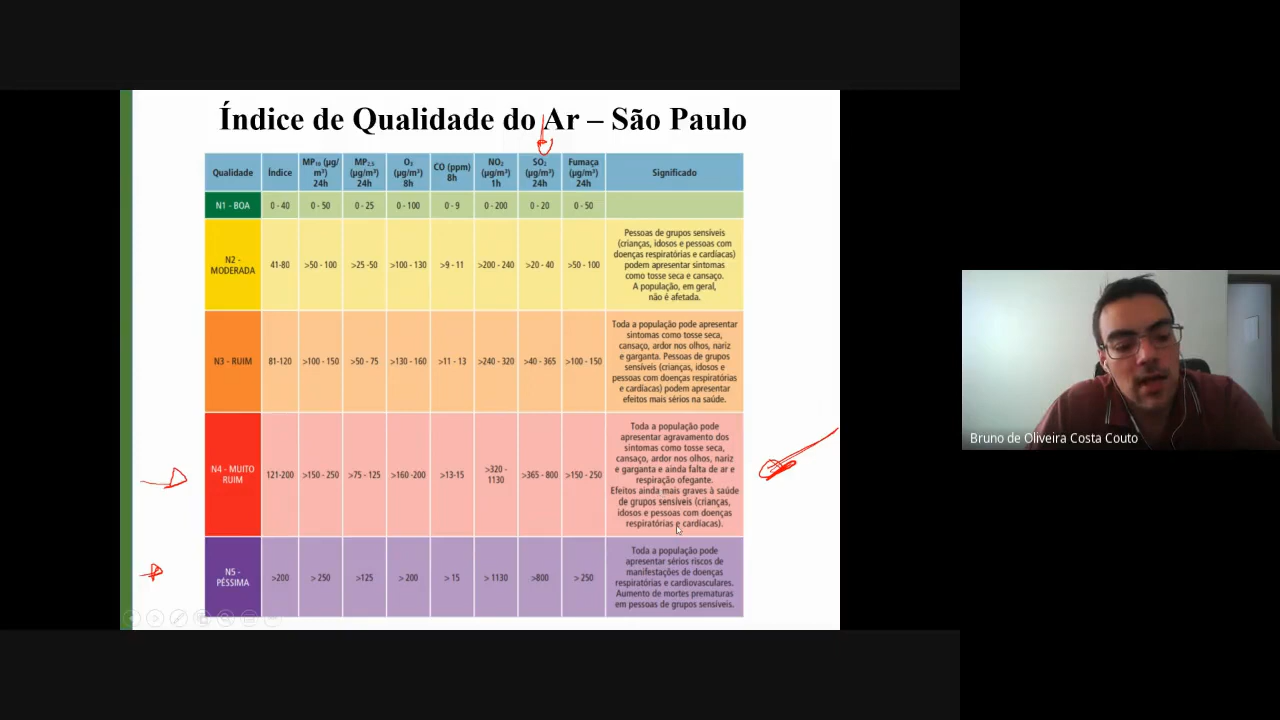 Índice de Qualidade do Ar – São Paulo
Qualidade
Índice
MP₁₀ (µg/
m³)
24h
MP₂,₅
(µg/m³)
24h
O₃
(µg/m³)
8h
CO (ppm)
8h
NO₂
(µg/m³)
1h
SO₂
(µg/m³)
24h
Fumaça
(µg/m³)
24h
Significado
N1 - BOA
0 - 40
0 - 50
0 - 25
0 - 100
0 - 9
0 - 200
0 - 20
0 - 50
N2 -
MODERADA
41-80
>50 - 100
>25 -50
>100 - 130
>9 - 11
>200 - 240
>20 - 40
>50 - 100
Pessoas de grupos sensíveis
(crianças, idosos e pessoas com
doenças respiratórias e cardíacas)
podem apresentar sintomas
como tosse seca e cansaço.
A população, em geral,
não é afetada.
N3 - RUIM
81-120
>100 - 150
>50 - 75
>130 - 160
>11 - 13
>240 - 320
>40 - 365
>100 - 150
Toda a população pode apresentar
sintomas como tosse seca,
cansaço, ardor nos olhos, nariz
e garganta. Pessoas de grupos
sensíveis (crianças, idosos e
pessoas com doenças respiratórias
e cardíacas) podem apresentar
efeitos mais sérios na saúde.
N4 - MUITO
RUIM
121-200
>150 - 250
>75 - 125
>160 -200
>13-15
>320 -
1130
>365 - 800
>150 - 250
Toda a população pode
apresentar agravamento dos
sintomas como tosse seca,
cansaço, ardor nos olhos, nariz
e garganta e ainda falta de ar e
respiração ofegante.
Efeitos ainda mais graves à saúde
de grupos sensíveis (crianças,
idosos e pessoas com doenças
respiratórias e cardíacas).
N5 -
PÉSSIMA
>200
> 250
>125
> 200
> 15
> 1130
>800
> 250
Toda a população pode
apresentar sérios riscos de
manifestações de doenças
respiratórias e cardiovasculares.
Aumento de mortes prematuras
em pessoas de grupos sensíveis.
Bruno de Oliveira Costa Couto